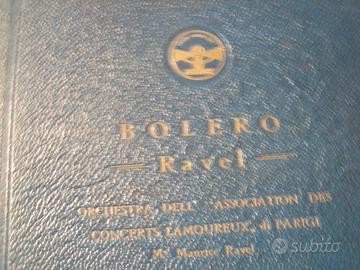 BOLERO
Ravel
ORCHESTRA DELL' "ASSOCIATION DES
CONCERTS LAMOUREUX, di PARIGI
M° Maurice Ravel
subito